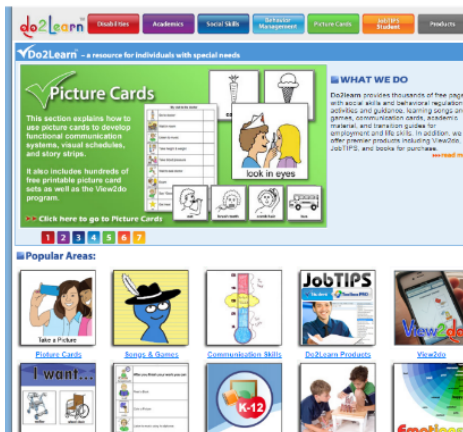 do2Learn
Disabilities
Academics
Social Skills
Behavior
Management
Picture Cards
JobTIPS
Student
Products
Do2Learn – a resource for individuals with special needs
Picture Cards
This section explains how to
use picture cards to develop
functional communication
systems, visual schedules,
and story strips.
It also includes hundreds of
free printable picture card
sets as well as the View2do
program.
look in eyes
Click here to go to Picture Cards
1 2 3 4 5 6 7
WHAT WE DO
Do2learn provides thousands of free page
with social skills and behavioral regulation
activities and guidance, learning songs an
games, communication cards, academic
material, and transition guides for
employment and life skills. In addition, we
offer premier products including View2do,
JobTIPS, and books for purchase.
Popular Areas:
Take a Picture
JobTIPS
Student
View2do
Picture Cards
Songs & Games
Communication Skills
Do2Learn Products
View2do
I want...
K-12